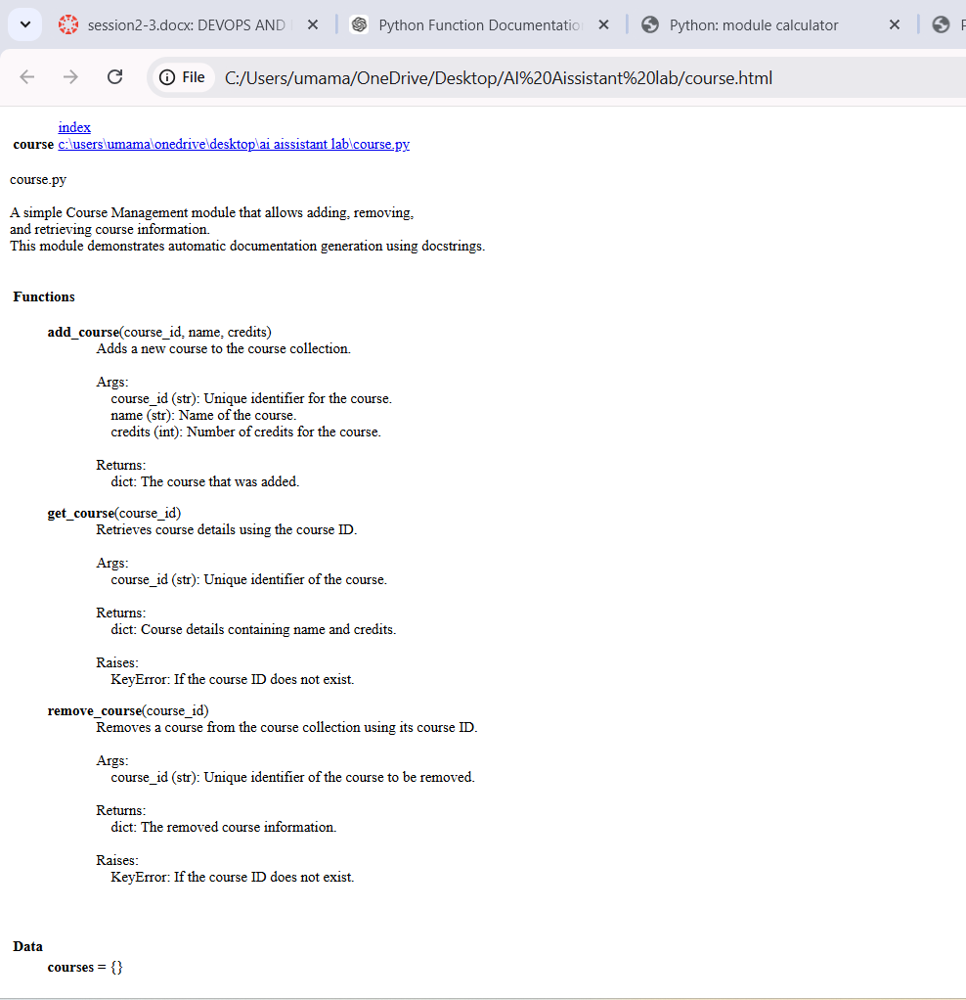 session2-3.docx: DEVOPS AND
Python Function Documentatio
Python: module calculator
File
C:/Users/umama/OneDrive/Desktop/AI%20Aissistant%20lab/course.html
index
course c:\users\umama\onedrive\desktop\ai aissistant lab\course.py
course.py
A simple Course Management module that allows adding, removing,
and retrieving course information.
This module demonstrates automatic documentation generation using docstrings.
Functions
add_course(course_id, name, credits)
Adds a new course to the course collection.
Args:
course_id (str): Unique identifier for the course.
name (str): Name of the course.
credits (int): Number of credits for the course.
Returns:
dict: The course that was added.
get_course(course_id)
Retrieves course details using the course ID.
Args:
course_id (str): Unique identifier of the course.
Returns:
dict: Course details containing name and credits.
Raises:
KeyError: If the course ID does not exist.
remove_course(course_id)
Removes a course from the course collection using its course ID.
Args:
course_id (str): Unique identifier of the course to be removed.
Returns:
dict: The removed course information.
Raises:
KeyError: If the course ID does not exist.
Data
courses = {}